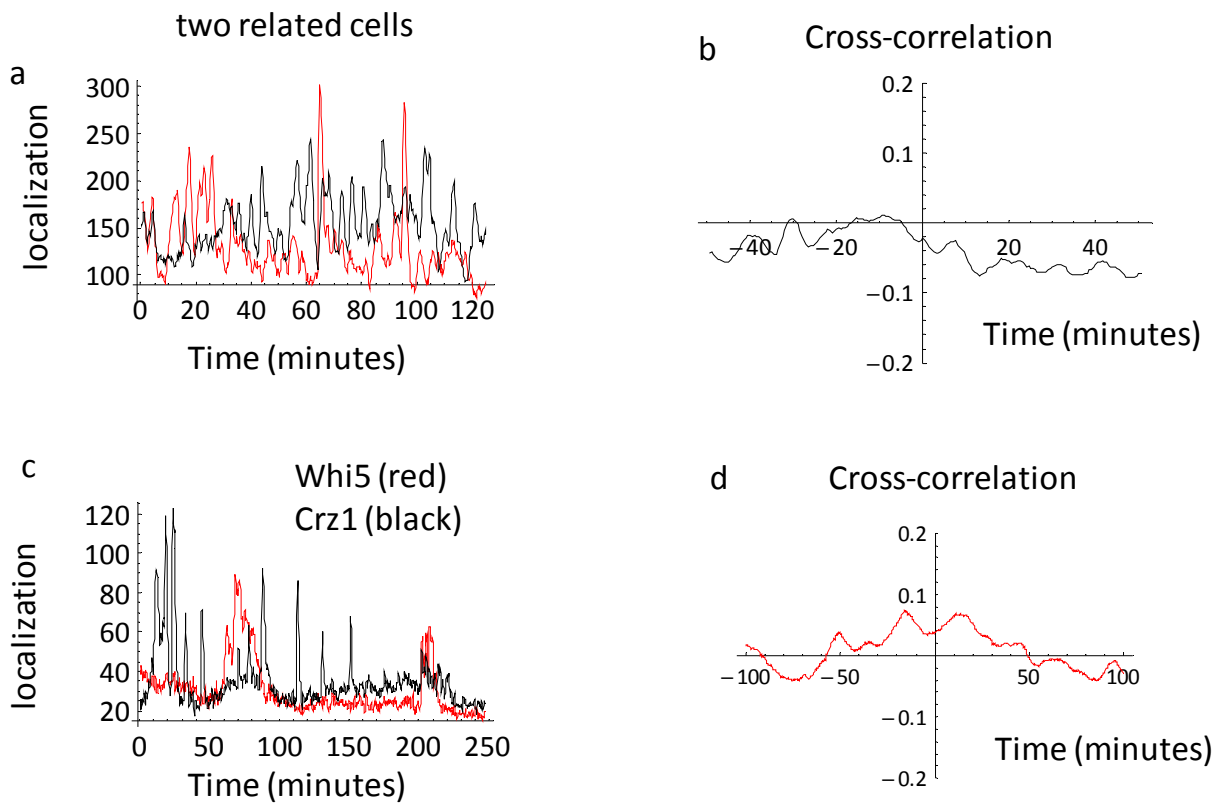 two related cells
a
localization
300
250
200
150
100
0 20 40 60 80 100 120
Time (minutes)
b
Cross-correlation
0.2
0.1
−40 −20 20 40
−0.1
−0.2
Time (minutes)
c
Whi5 (red)
Crz1 (black)
localization
120
100
80
60
40
20
0 50 100 150 200 250
Time (minutes)
d
Cross-correlation
0.2
0.1
−100 −50 50 100
−0.1
−0.2
Time (minutes)